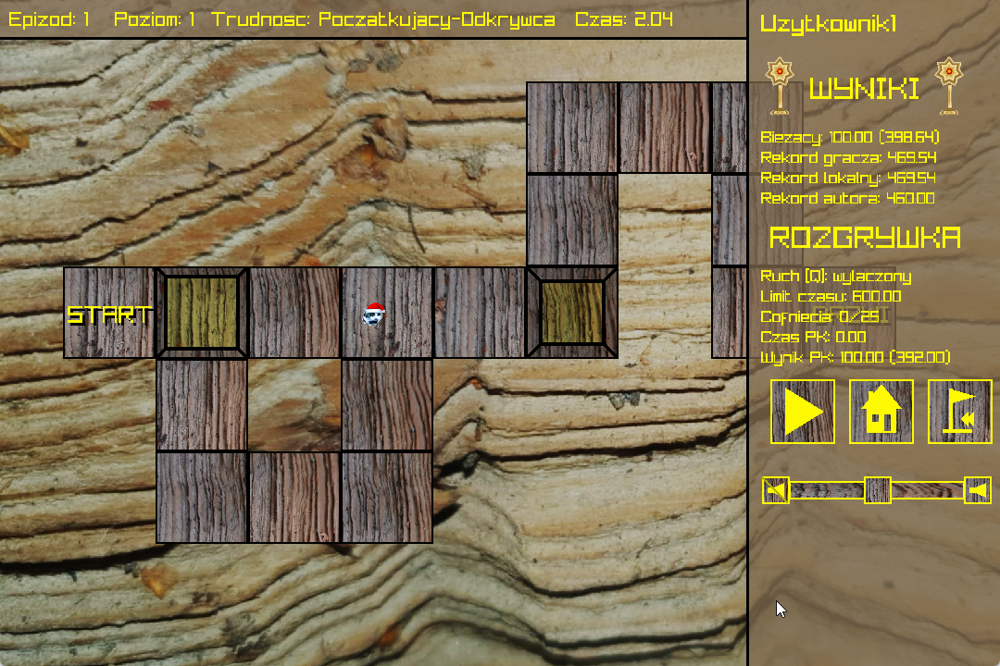 Epizod: 1 Poziom: 1 Trudnosc: Poczatkujacy-Odkrywca Czas: 2.04
Uzytkownik1
WYNIKI
Biezacy: 100.00 (398.64)
Rekord gracza: 469.54
Rekord lokalny: 469.54
Rekord autora: 460.00
ROZGRYWKA
Ruch [Q]: wylaczony
Limit czasu: 600.00
Cofniecia: 0/25
Czas PK: 0.00
Wynik PK: 100.00 (392.00)
START